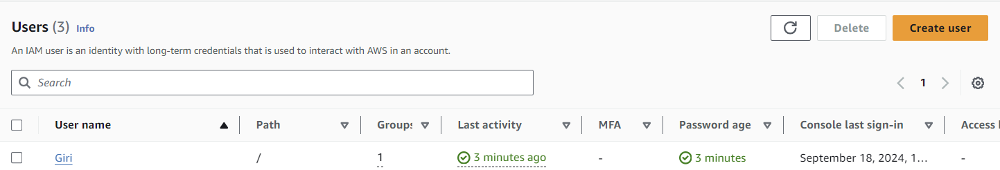 Users (3) Info
Delete
Create user
An IAM user is an identity with long-term credentials that is used to interact with AWS in an account.
Search
1
User name Path Groups Last activity MFA Password age Console last sign-in Access
Giri / 1 3 minutes ago - 3 minutes September 18, 2024, 1... -